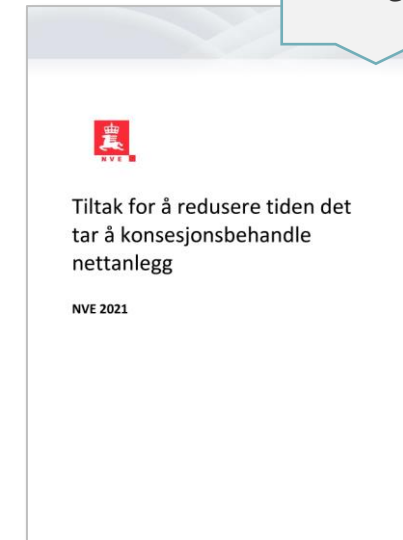 NVE
Tiltak for å redusere tiden det
tar å konsesjonsbehandle
nettanlegg
NVE 2021